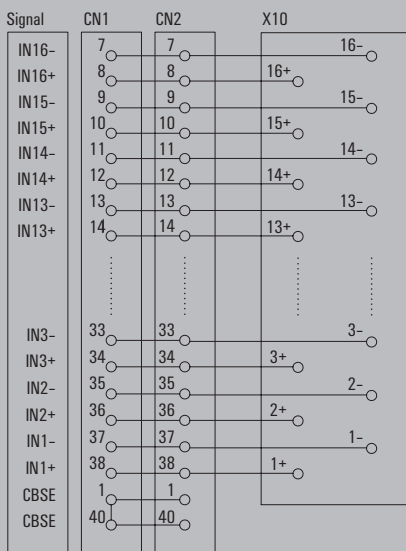 Signal CN1 CN2 X10
IN16– 7 7 16–
IN16+ 8 8 16+
IN15– 9 9 15–
IN15+ 10 10 15+
IN14– 11 11 14–
IN14+ 12 12 14+
IN13– 13 13 13–
IN13+ 14 14 13+
IN3– 33 33 3–
IN3+ 34 34 3+
IN2– 35 35 2–
IN2+ 36 36 2+
IN1– 37 37 1–
IN1+ 38 38 1+
CBSE 1 1
CBSE 40 40